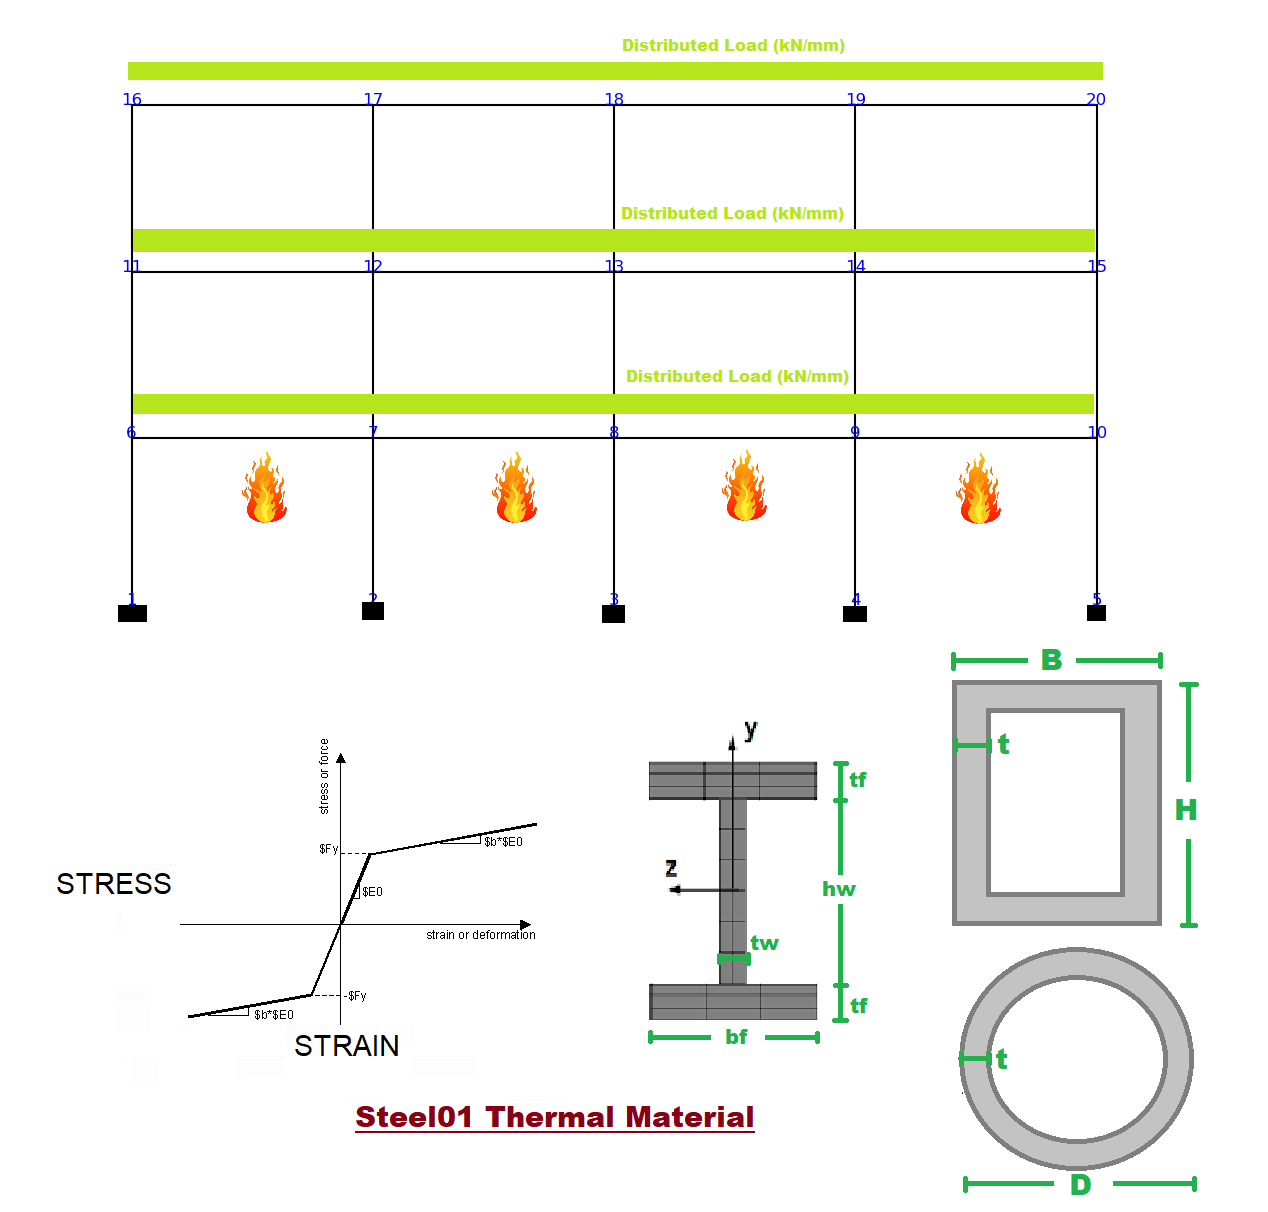 Distributed Load (kN/mm)
16 17 18 19 20
Distributed Load (kN/mm)
11 12 13 14 15
Distributed Load (kN/mm)
6 7 8 9 10
1 2 3 4 5
B
t
H
y
tf
z
hw
tw
tf
bf
stress or force
$Fy
$b*$E0
$E0
STRESS
strain or deformation
-$Fy
$b*$E0
STRAIN
t
D
Steel01 Thermal Material